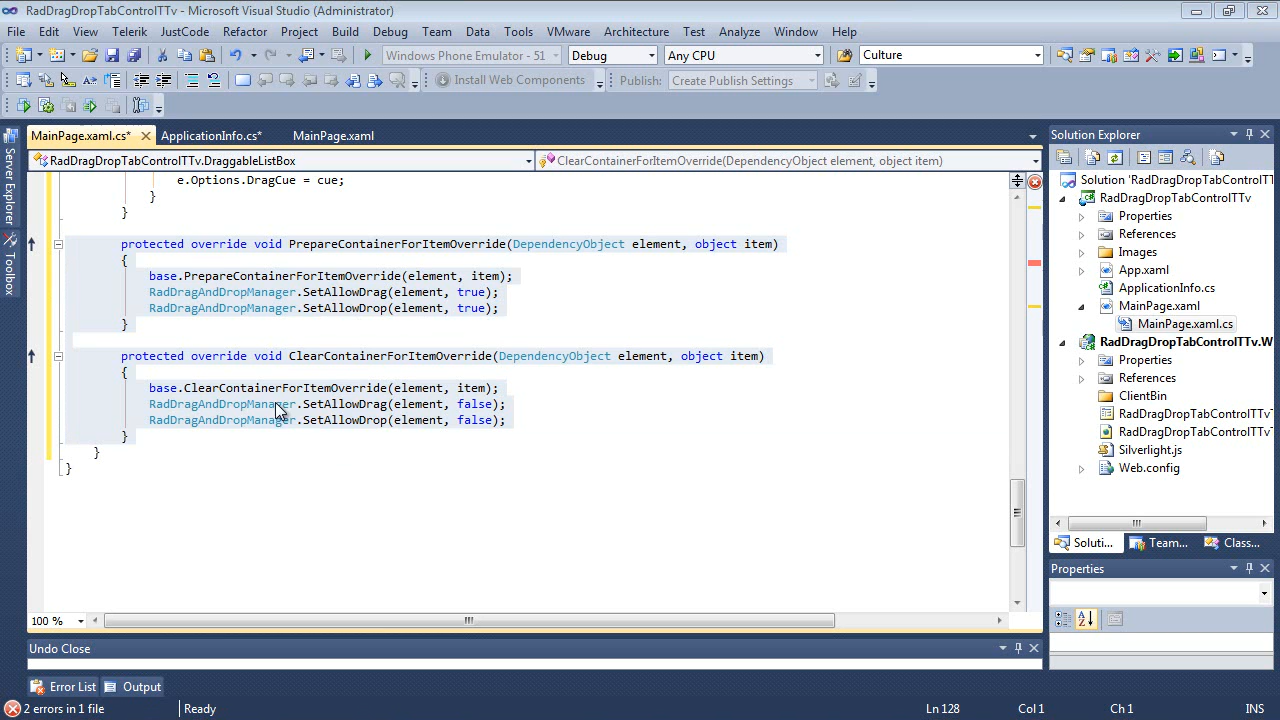 RadDragDropTabControlTTv - Microsoft Visual Studio (Administrator)
File Edit View Telerik JustCode Refactor Project Build Debug Team Data Tools VMware Architecture Test Analyze Window Help
Windows Phone Emulator - 51 Debug Any CPU Culture
Install Web Components Publish: Create Publish Settings
MainPage.xaml.cs* ApplicationInfo.cs* MainPage.xaml
RadDragDropTabControlTTv.DraggableListBox ClearContainerForItemOverride(DependencyObject element, object item)
e.Options.DragCue = cue;
}
}
protected override void PrepareContainerForItemOverride(DependencyObject element, object item)
{
base.PrepareContainerForItemOverride(element, item);
RadDragAndDropManager.SetAllowDrag(element, true);
RadDragAndDropManager.SetAllowDrop(element, true);
}
protected override void ClearContainerForItemOverride(DependencyObject element, object item)
{
base.ClearContainerForItemOverride(element, item);
RadDragAndDropManager.SetAllowDrag(element, false);
RadDragAndDropManager.SetAllowDrop(element, false);
}
}
}
100 %
Undo Close
Error List Output
2 errors in 1 file Ready Ln 128 Col 1 Ch 1 INS
Server Explorer
Toolbox
Solution Explorer
Solution 'RadDragDropTabControlTT
RadDragDropTabControlTTv
Properties
References
Images
App.xaml
ApplicationInfo.cs
MainPage.xaml
MainPage.xaml.cs
RadDragDropTabControlTTv.W
Properties
References
ClientBin
RadDragDropTabControlTTv
RadDragDropTabControlTTv
Silverlight.js
Web.config
Soluti... Team... Class...
Properties